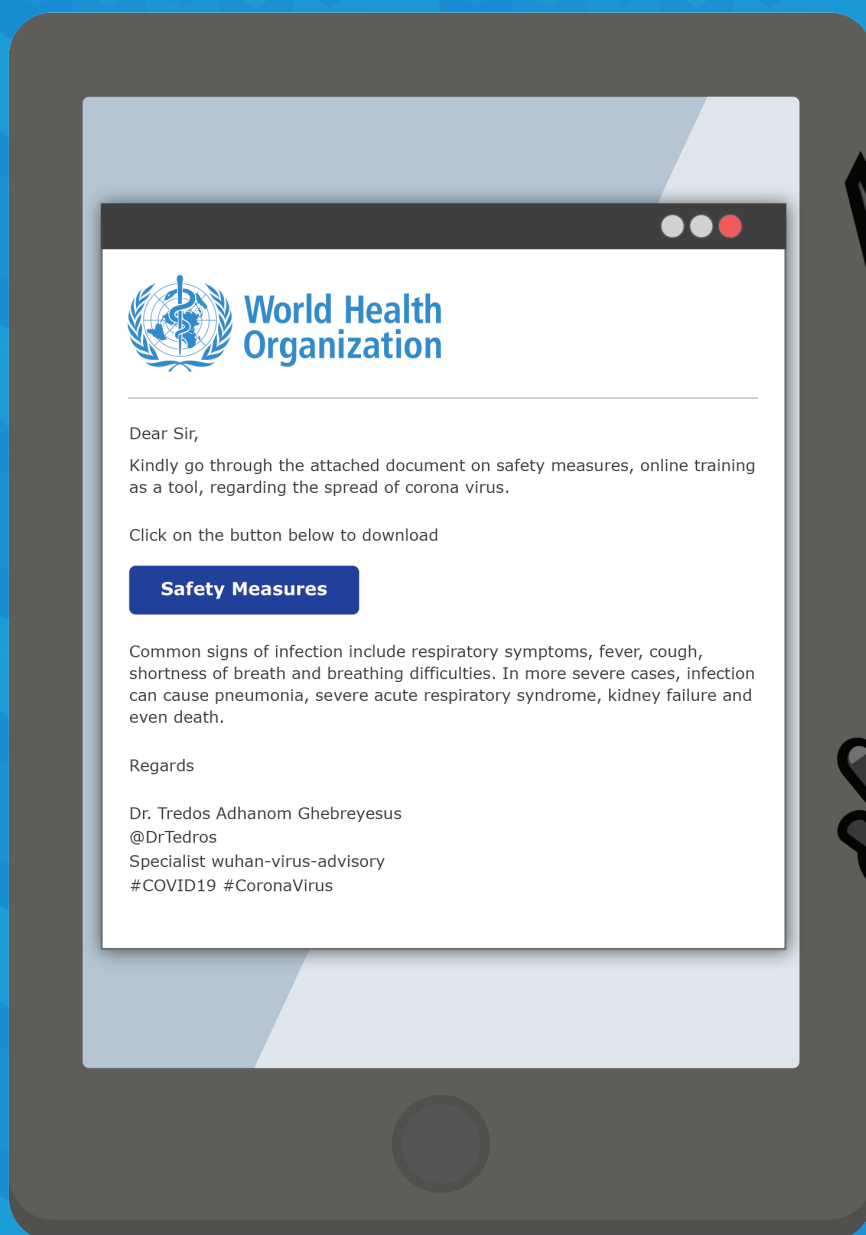 World Health
Organization
Dear Sir,
Kindly go through the attached document on safety measures, online training
as a tool, regarding the spread of corona virus.
Click on the button below to download
Safety Measures
Common signs of infection include respiratory symptoms, fever, cough,
shortness of breath and breathing difficulties. In more severe cases, infection
can cause pneumonia, severe acute respiratory syndrome, kidney failure and
even death.
Regards
Dr. Tredos Adhanom Ghebreyesus
@DrTedros
Specialist wuhan-virus-advisory
#COVID19 #CoronaVirus